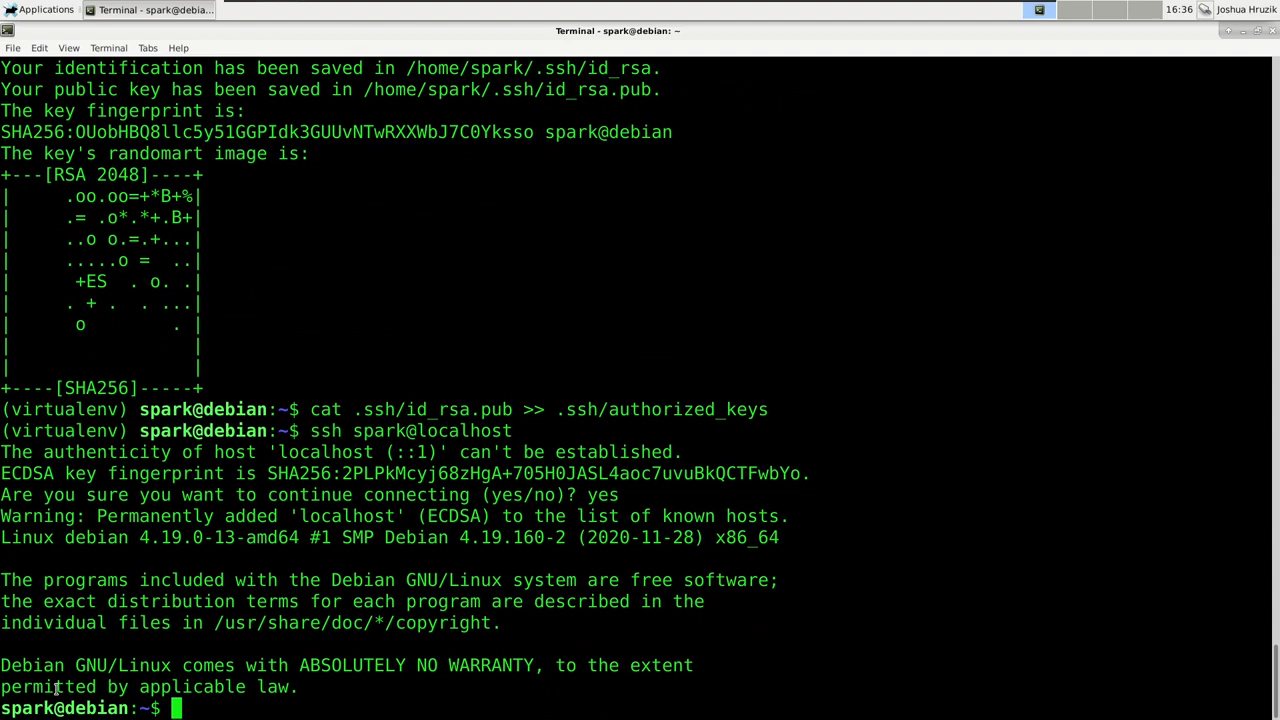 Applications
Terminal - spark@debia...
16:36
Joshua Hruzik
Terminal - spark@debian: ~
File Edit View Terminal Tabs Help
Your identification has been saved in /home/spark/.ssh/id_rsa.
Your public key has been saved in /home/spark/.ssh/id_rsa.pub.
The key fingerprint is:
SHA256:OUobHBQ8llc5y51GGPIdk3GUUvNTwRXXWbJ7C0Yksso spark@debian
The key's randomart image is:
+---[RSA 2048]----+
|     .oo.oo=+*B+%|
|     .= .o*.*+.B+|
|     ..o o.=.+...|
|     .....o =  ..|
|      +ES  . o. .|
|     . + .  . ...|
|      o        . |
|                 |
|                 |
+----[SHA256]-----+
(virtualenv) spark@debian:~$ cat .ssh/id_rsa.pub >> .ssh/authorized_keys
(virtualenv) spark@debian:~$ ssh spark@localhost
The authenticity of host 'localhost (::1)' can't be established.
ECDSA key fingerprint is SHA256:2PLPkMcyj68zHgA+705H0JASL4aoc7uvuBkQCTFwbYo.
Are you sure you want to continue connecting (yes/no)? yes
Warning: Permanently added 'localhost' (ECDSA) to the list of known hosts.
Linux debian 4.19.0-13-amd64 #1 SMP Debian 4.19.160-2 (2020-11-28) x86_64
The programs included with the Debian GNU/Linux system are free software;
the exact distribution terms for each program are described in the
individual files in /usr/share/doc/*/copyright.
Debian GNU/Linux comes with ABSOLUTELY NO WARRANTY, to the extent
permitted by applicable law.
spark@debian:~$